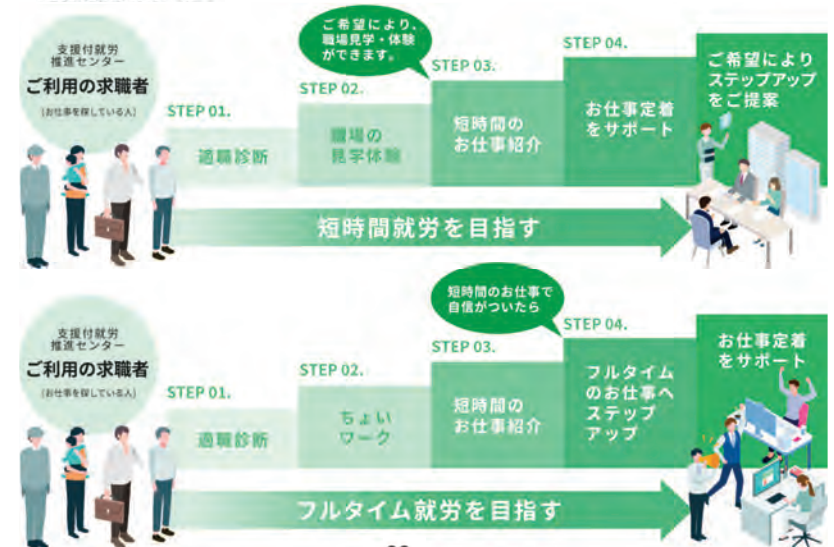 支援付就労
推進センター
ご利用の求職者
(お仕事を探している人)
STEP 01.
適職診断
STEP 02.
職場の
見学体験
ご希望により、
職場見学・体験
ができます。
STEP 03.
短時間の
お仕事紹介
STEP 04.
お仕事定着
をサポート
ご希望により
ステップアップ
をご提案
短時間就労を目指す
支援付就労
推進センター
ご利用の求職者
(お仕事を探している人)
STEP 01.
適職診断
STEP 02.
ちょい
ワーク
STEP 03.
短時間の
お仕事紹介
短時間のお仕事で
自信がついたら
STEP 04.
フルタイム
のお仕事へ
ステップ
アップ
お仕事定着
をサポート
フルタイム就労を目指す